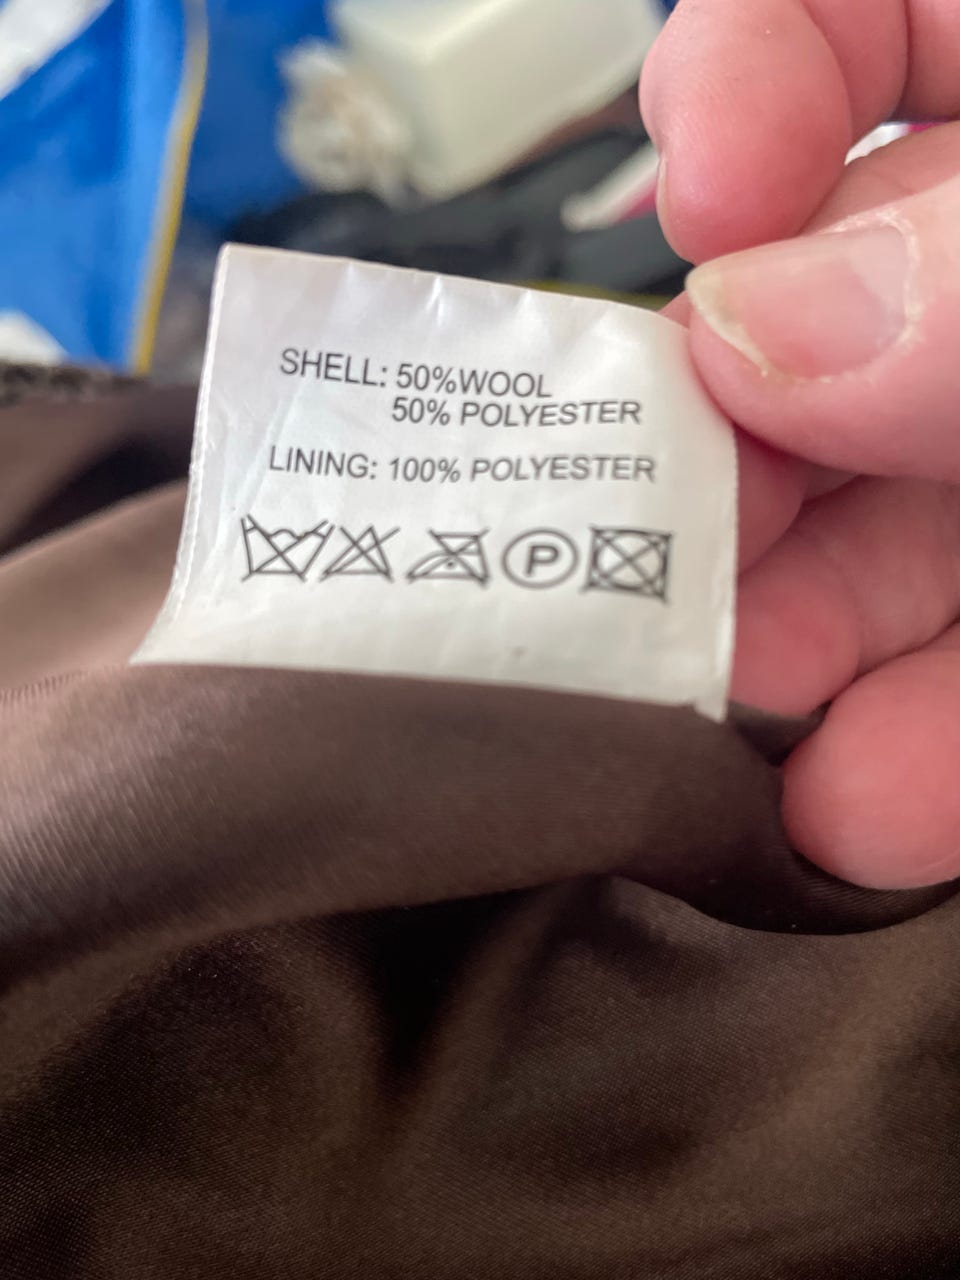 SHELL: 50%WOOL
50% POLYESTER
LINING: 100% POLYESTER
P